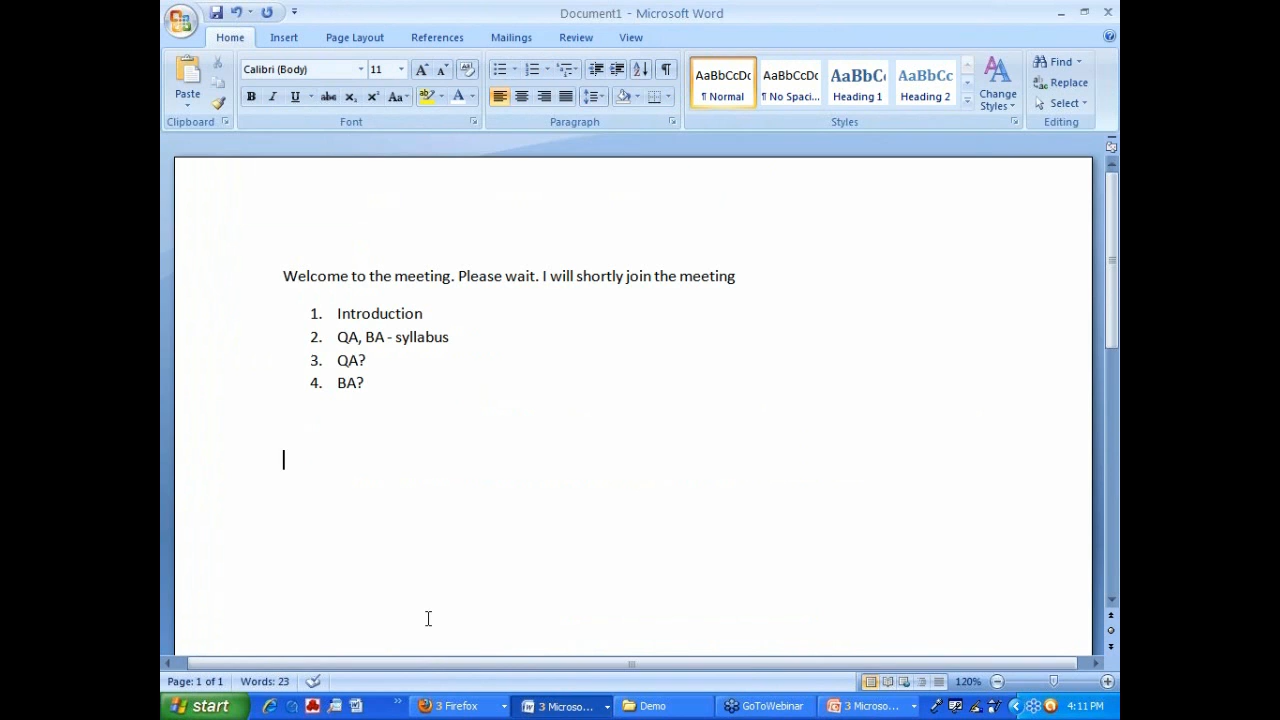 Document1 - Microsoft Word
Home Insert Page Layout References Mailings Review View
Paste
Clipboard
Calibri (Body) 11
Font
Paragraph
AaBbCcDc AaBbCcDc AaBbC AaBbCc
¶ Normal ¶ No Spaci... Heading 1 Heading 2
Change Styles
Styles
Find
Replace
Select
Editing
Welcome to the meeting. Please wait. I will shortly join the meeting
1. Introduction
2. QA, BA - syllabus
3. QA?
4. BA?
Page: 1 of 1 Words: 23 120%
start 3 Firefox 3 Microso... Demo GoToWebinar 3 Microso... 4:11 PM